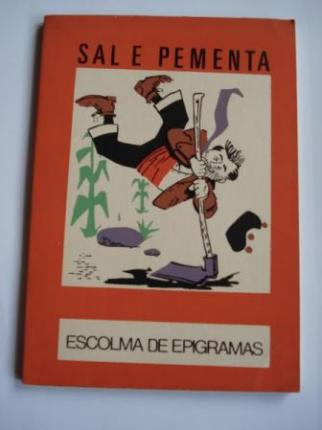 SAL E PEMENTA
ESCOLMA DE EPIGRAMAS